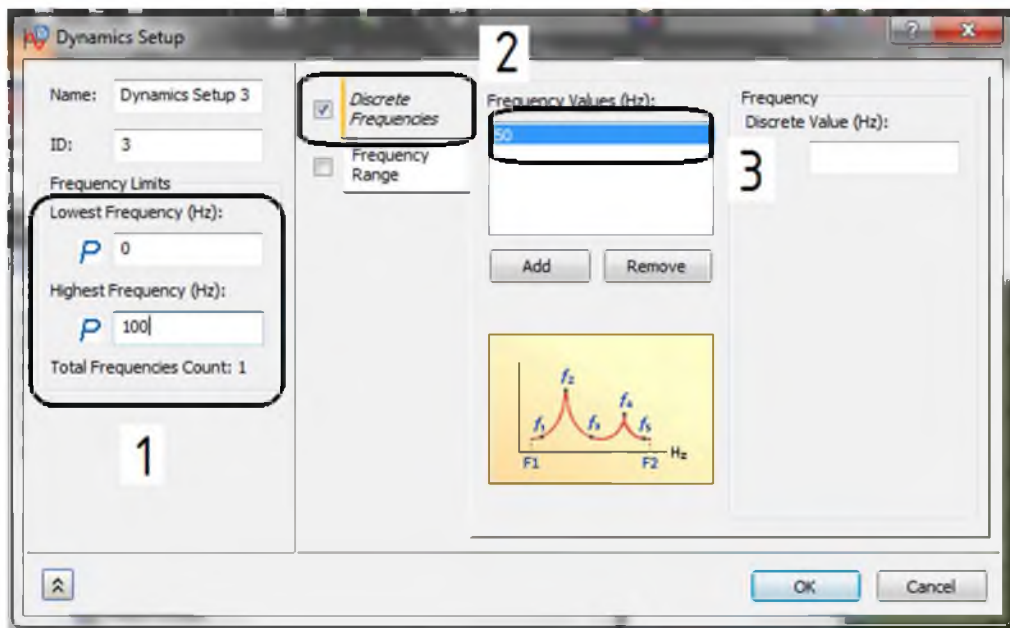 Dynamics Setup
Name: Dynamics Setup 3
ID: 3
Frequency Limits
Lowest Frequency (Hz):
P 0
Highest Frequency (Hz):
P 100
Total Frequencies Count: 1
1
Discrete
Frequencies
Frequency
Range
2
Frequency Values (Hz):
50
Add Remove
f₁ f₂ f₃ f₄ f₅
F1 F2 Hz
Frequency
Discrete Value (Hz):
3
OK Cancel